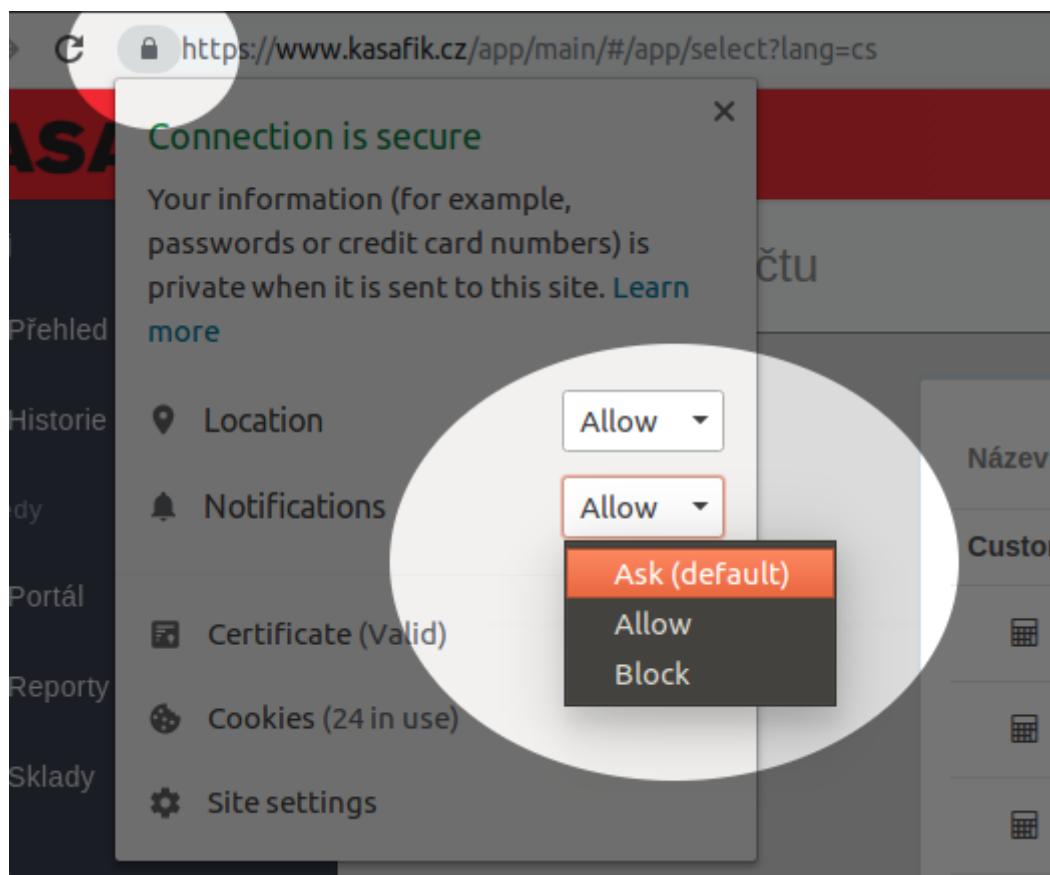 https://www.kasafik.cz/app/main/#/app/select?lang=cs
ASA
Connection is secure
Your information (for example,
passwords or credit card numbers) is
private when it is sent to this site. Learn
more
čtu
Přehled
Historie
dy
Portál
Reporty
Sklady
Location
Allow
Notifications
Allow
Ask (default)
Allow
Block
Certificate (Valid)
Cookies (24 in use)
Site settings
Název
Custo